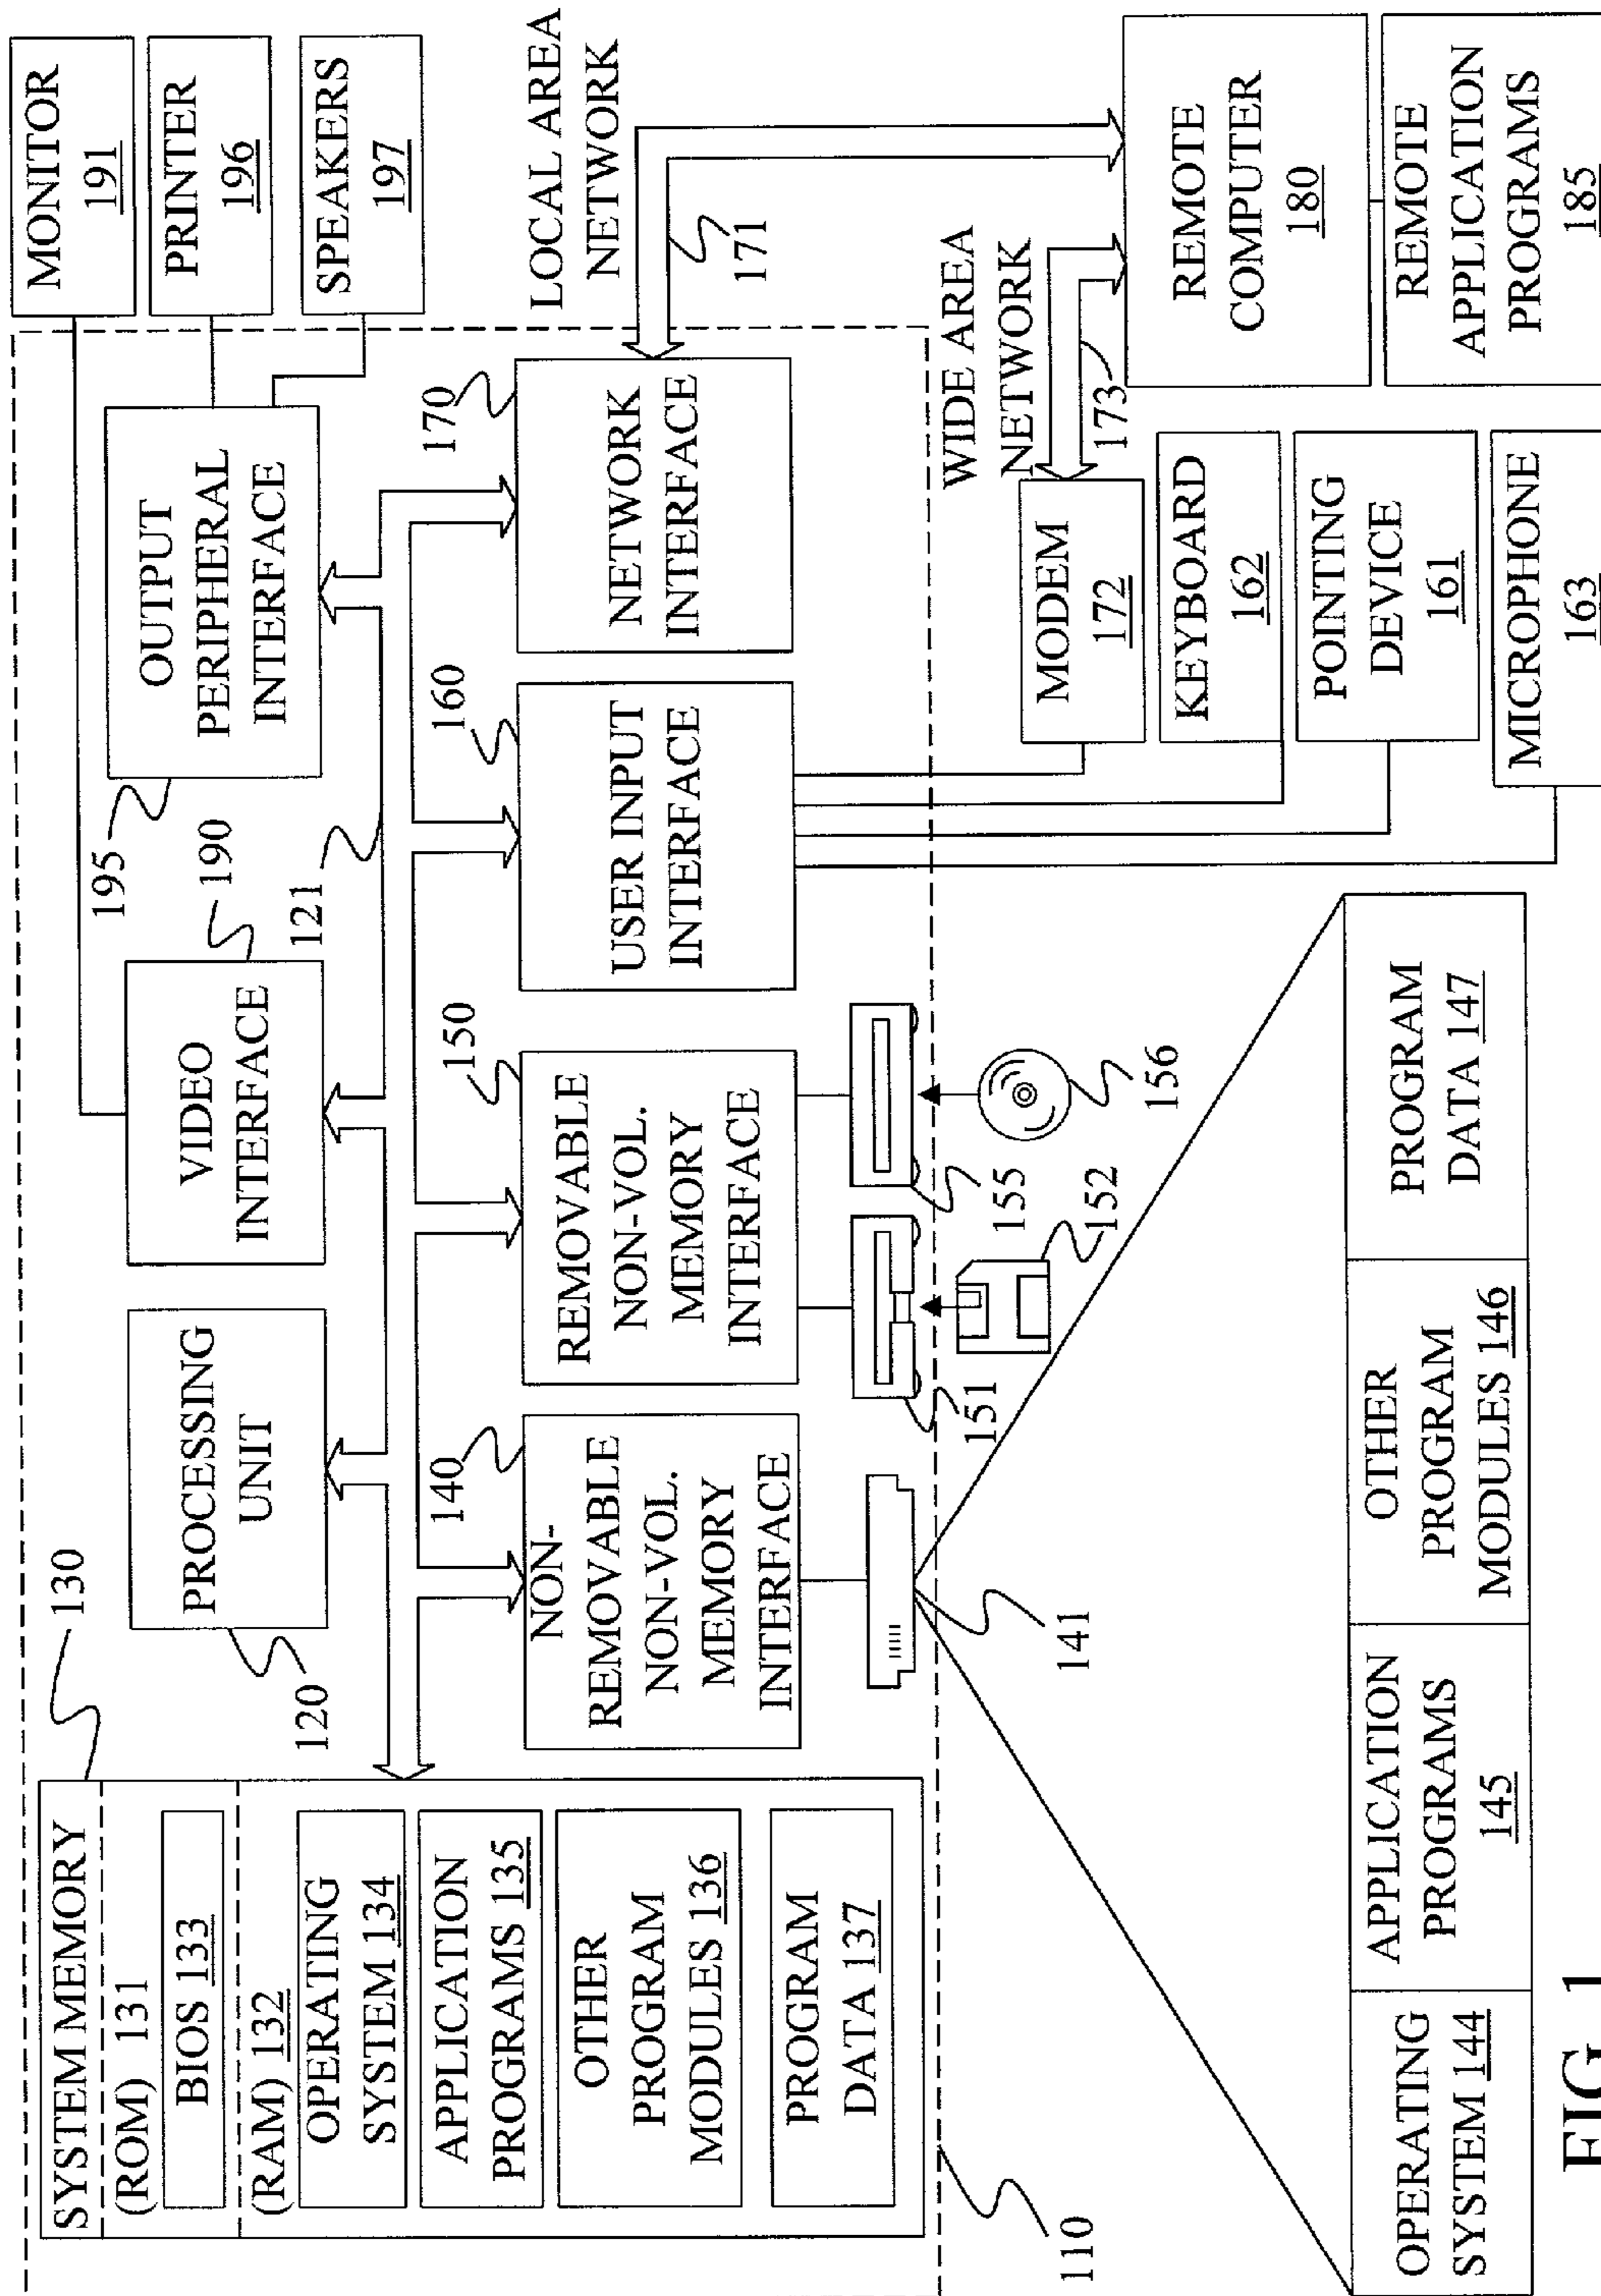 SYSTEM MEMORY
(ROM) 131
BIOS 133
(RAM) 132
OPERATING
SYSTEM 134
APPLICATION
PROGRAMS 135
OTHER
PROGRAM
MODULES 136
PROGRAM
DATA 137
130
120
PROCESSING
UNIT
VIDEO
INTERFACE
190
121
195
OUTPUT
PERIPHERAL
INTERFACE
MONITOR
191
PRINTER
196
SPEAKERS
197
140
NON-
REMOVABLE
NON-VOL.
MEMORY
INTERFACE
150
REMOVABLE
NON-VOL.
MEMORY
INTERFACE
160
USER INPUT
INTERFACE
170
NETWORK
INTERFACE
LOCAL AREA
NETWORK
171
141
151
152
155
156
WIDE AREA
NETWORK
173
MODEM
172
KEYBOARD
162
POINTING
DEVICE
161
MICROPHONE
163
REMOTE
COMPUTER
180
REMOTE
APPLICATION
PROGRAMS
185
110
OPERATING
SYSTEM 144
APPLICATION
PROGRAMS
145
OTHER
PROGRAM
MODULES 146
PROGRAM
DATA 147
FIG. 1